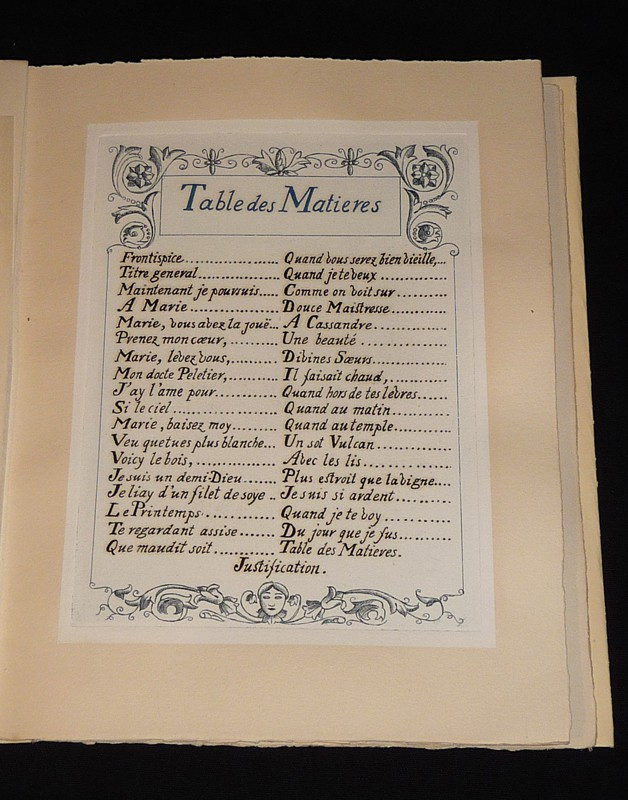 Table des Matieres
Frontispice
Titre general
Maintenant je pourvuis
A Marie
Marie, vous avez la jouë
Prenez mon cœur,
Marie, levez vous,
Mon docte Peletier,
J'ay l'ame pour
Si le ciel
Marie, baisez moy
Veu que tu es plus blanche
Voicy le bois,
Je suis un demi-Dieu
Je liay d'un filet de soye
Le Printemps
Te regardant assise
Que maudit soit
Quand vous serez bien vieille,
Quand je te veux
Comme on voit sur
Douce Maistresse
A Cassandre
Une beauté
Divines Sœurs
Il faisait chaud,
Quand hors de tes levres
Quand au matin
Quand au temple
Un sot Vulcan
Avec les lis
Plus estroit que la vigne
Je suis si ardent
Quand je te voy
Du jour que je fus
Table des Matieres.
Justification.